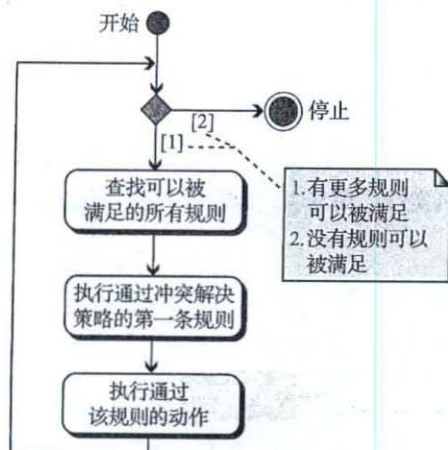 开始
停止
[2]
[1]
查找可以被
满足的所有规则
1.有更多规则
可以被满足
2.没有规则可以
被满足
执行通过冲突解决
策略的第一条规则
执行通过
该规则的动作